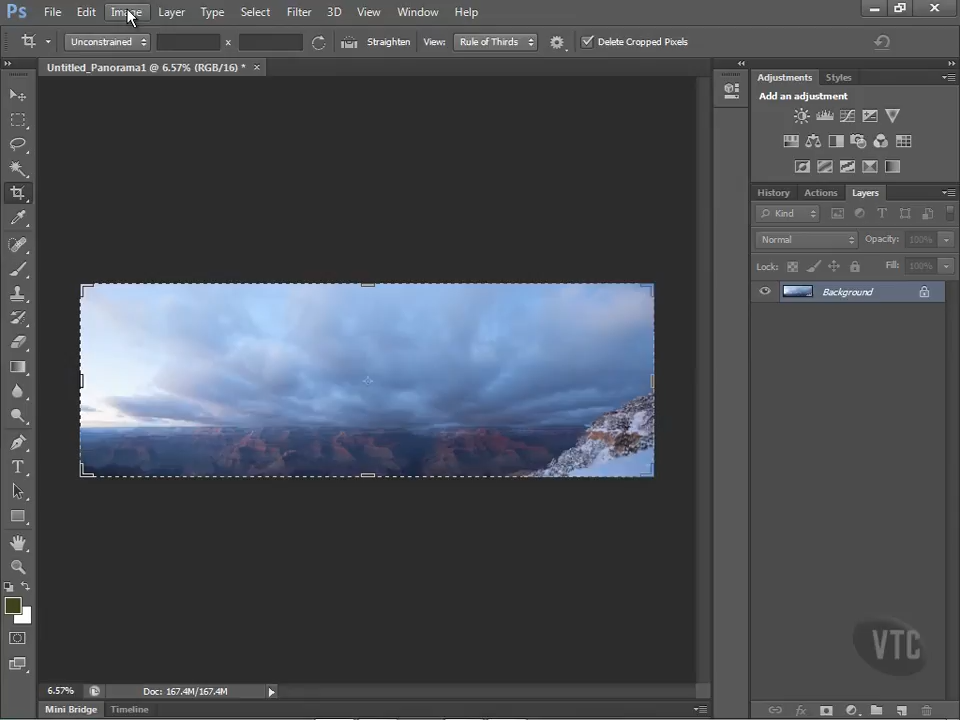 Ps File Edit Image Layer Type Select Filter 3D View Window Help
Unconstrained x Straighten View: Rule of Thirds Delete Cropped Pixels
Untitled_Panorama1 @ 6.57% (RGB/16) * ×
Adjustments Styles
Add an adjustment
History Actions Layers
Kind
Normal Opacity: 100%
Lock: Fill: 100%
Background
VTC
6.57% Doc: 167.4M/167.4M
Mini Bridge Timeline